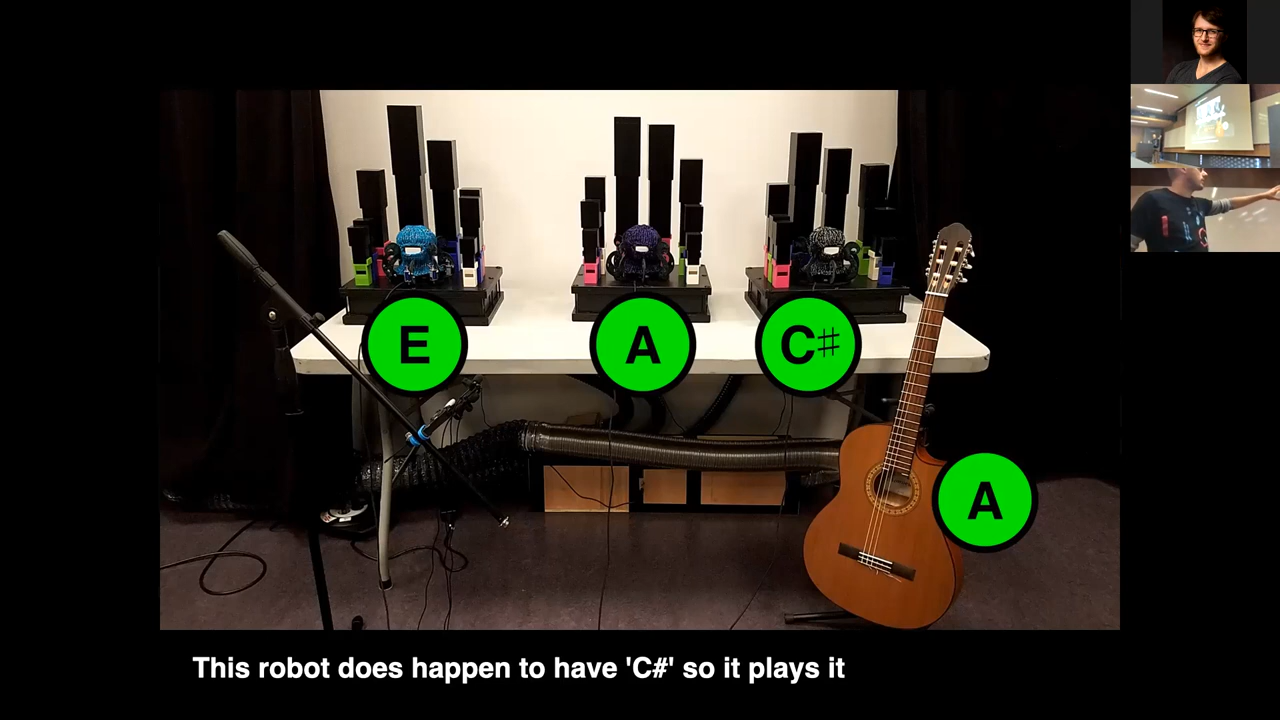 E
A
C♯
A
This robot does happen to have 'C#' so it plays it